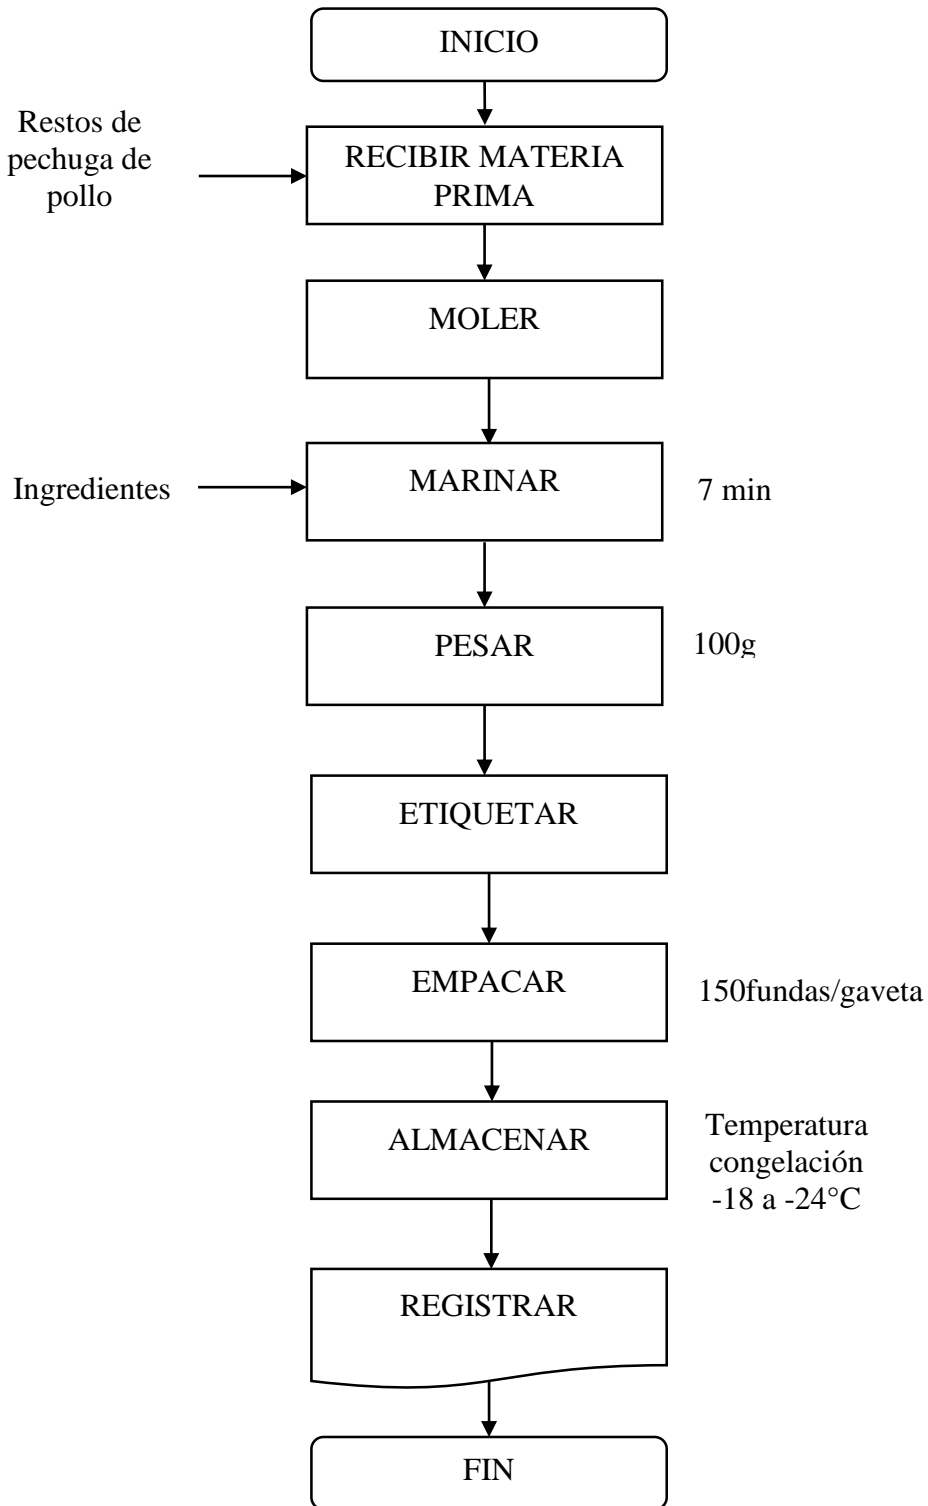 INICIO
Restos de
pechuga de
pollo
RECIBIR MATERIA
PRIMA
MOLER
Ingredientes
MARINAR
7 min
PESAR
100g
ETIQUETAR
EMPACAR
150fundas/gaveta
ALMACENAR
Temperatura
congelación
-18 a -24°C
REGISTRAR
FIN